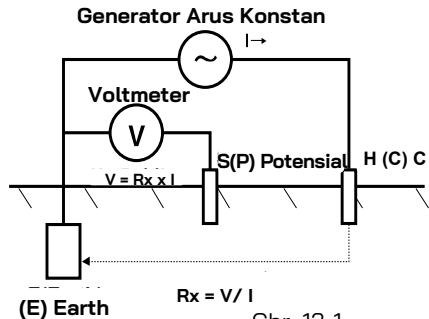 Generator Arus Konstan
~
I→
Voltmeter
V
S(P) Potensial
H (C) C
V = Rx x I
(E) Earth
Rx = V/ I